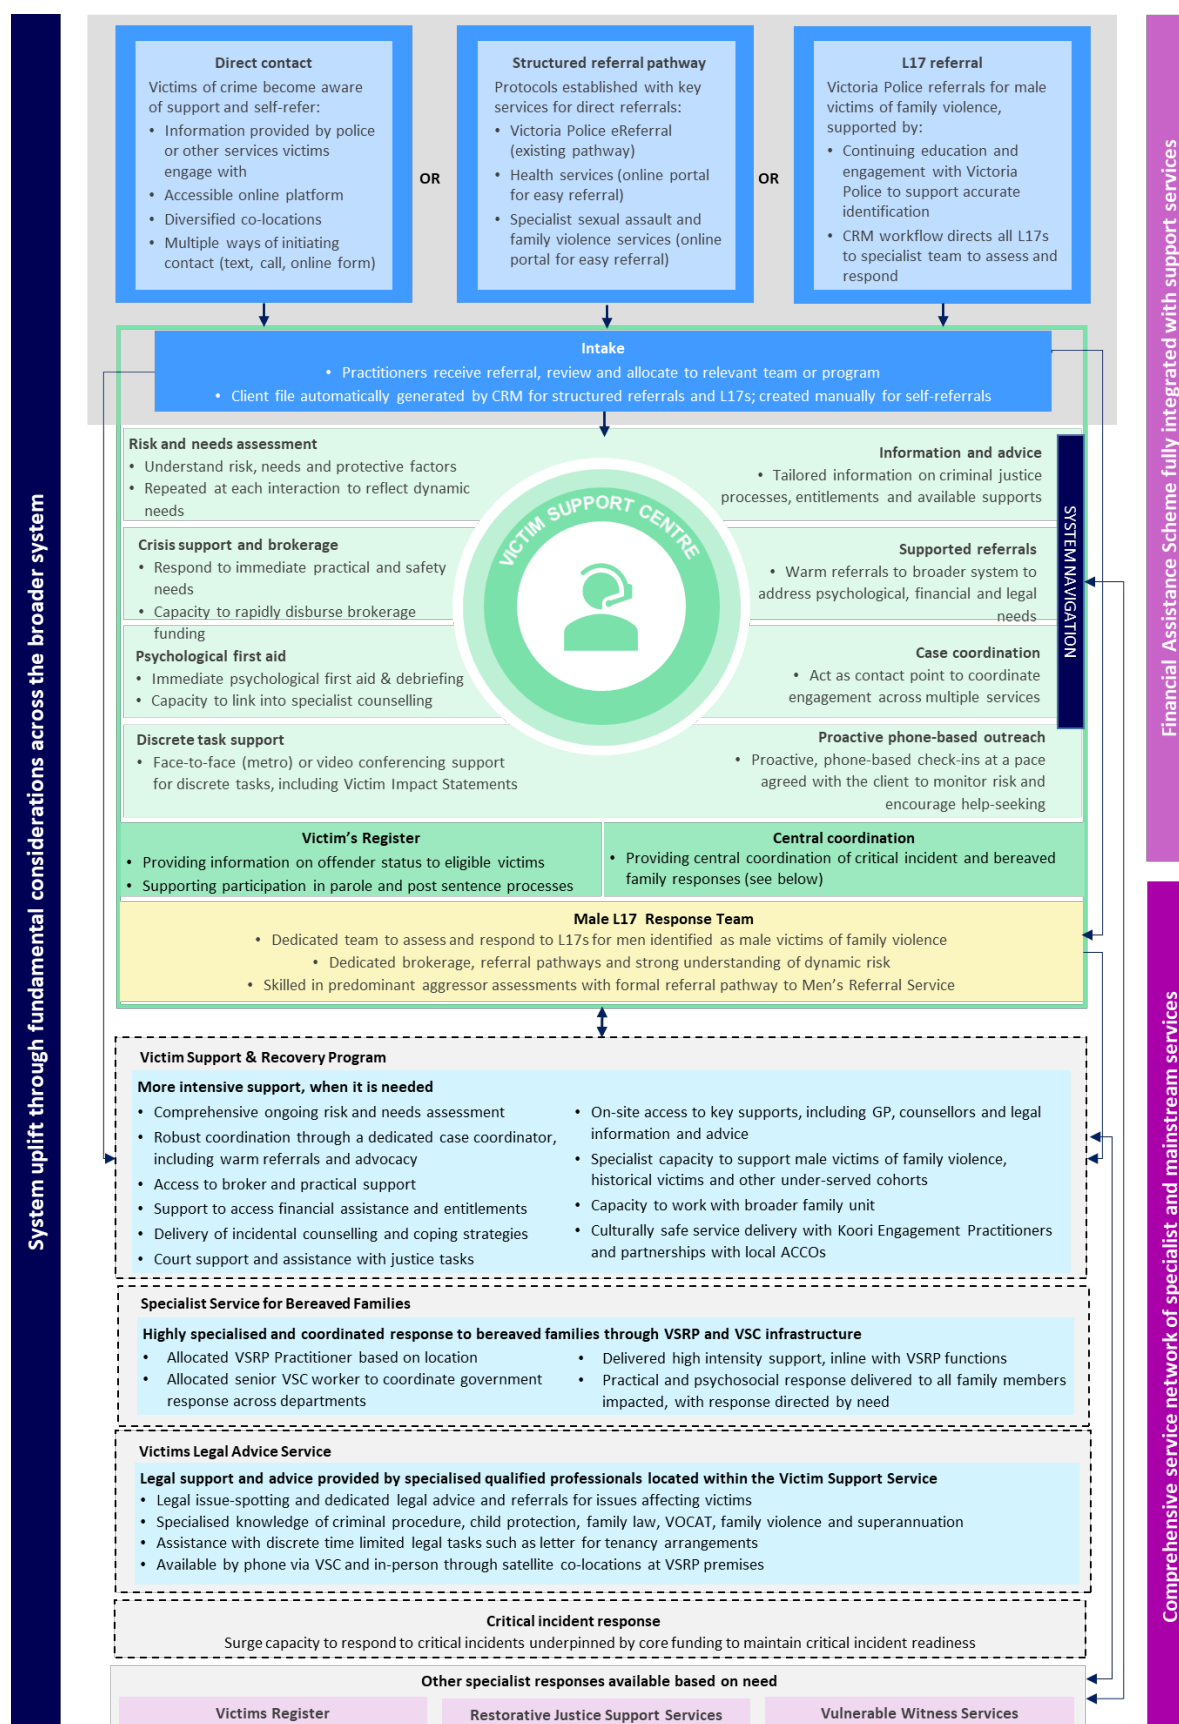 System uplift through fundamental considerations across the broader system
Direct contact
Victims of crime become aware
of support and self-refer:
• Information provided by police
or other services victims
engage with
• Accessible online platform
• Diversified co-locations
• Multiple ways of initiating
contact (text, call, online form)
OR
Structured referral pathway
Protocols established with key
services for direct referrals:
• Victoria Police eReferral
(existing pathway)
• Health services (online portal
for easy referral)
• Specialist sexual assault and
family violence services (online
portal for easy referral)
OR
L17 referral
Victoria Police referrals for male
victims of family violence,
supported by:
• Continuing education and
engagement with Victoria
Police to support accurate
identification
• CRM workflow directs all L17s
to specialist team to assess and
respond
Intake
• Practitioners receive referral, review and allocate to relevant team or program
• Client file automatically generated by CRM for structured referrals and L17s; created manually for self-referrals
Risk and needs assessment
• Understand risk, needs and protective factors
• Repeated at each interaction to reflect dynamic
needs
Crisis support and brokerage
• Respond to immediate practical and safety
needs
• Capacity to rapidly disburse brokerage
funding
Psychological first aid
• Immediate psychological first aid & debriefing
• Capacity to link into specialist counselling
Discrete task support
• Face-to-face (metro) or video conferencing support
for discrete tasks, including Victim Impact Statements
VICTIM SUPPORT CENTRE
Information and advice
• Tailored information on criminal justice
processes, entitlements and available supports
Supported referrals
• Warm referrals to broader system to
address psychological, financial and legal
needs
Case coordination
• Act as contact point to coordinate
engagement across multiple services
Proactive phone-based outreach
• Proactive, phone-based check-ins at a pace
agreed with the client to monitor risk and
encourage help-seeking
SYSTEM NAVIGATION
Victim's Register
• Providing information on offender status to eligible victims
• Supporting participation in parole and post sentence processes
Central coordination
• Providing central coordination of critical incident and bereaved
family responses (see below)
Male L17 Response Team
• Dedicated team to assess and respond to L17s for men identified as male victims of family violence
• Dedicated brokerage, referral pathways and strong understanding of dynamic risk
• Skilled in predominant aggressor assessments with formal referral pathway to Men's Referral Service
Victim Support & Recovery Program
More intensive support, when it is needed
• Comprehensive ongoing risk and needs assessment
• Robust coordination through a dedicated case coordinator,
including warm referrals and advocacy
• Access to broker and practical support
• Support to access financial assistance and entitlements
• Delivery of incidental counselling and coping strategies
• Court support and assistance with justice tasks
• On-site access to key supports, including GP, counsellors and legal
information and advice
• Specialist capacity to support male victims of family violence,
historical victims and other under-served cohorts
• Capacity to work with broader family unit
• Culturally safe service delivery with Koori Engagement Practitioners
and partnerships with local ACCOs
Specialist Service for Bereaved Families
Highly specialised and coordinated response to bereaved families through VSRP and VSC infrastructure
• Allocated VSRP Practitioner based on location
• Allocated senior VSC worker to coordinate government
response across departments
• Delivered high intensity support, inline with VSRP functions
• Practical and psychosocial response delivered to all family members
impacted, with response directed by need
Victims Legal Advice Service
Legal support and advice provided by specialised qualified professionals located within the Victim Support Service
• Legal issue-spotting and dedicated legal advice and referrals for issues affecting victims
• Specialised knowledge of criminal procedure, child protection, family law, VOCAT, family violence and superannuation
• Assistance with discrete time limited legal tasks such as letter for tenancy arrangements
• Available by phone via VSC and in-person through satellite co-locations at VSRP premises
Critical incident response
Surge capacity to respond to critical incidents underpinned by core funding to maintain critical incident readiness
Other specialist responses available based on need
Victims Register
Restorative Justice Support Services
Vulnerable Witness Services
Financial Assistance Scheme fully integrated with support services
Comprehensive service network of specialist and mainstream services